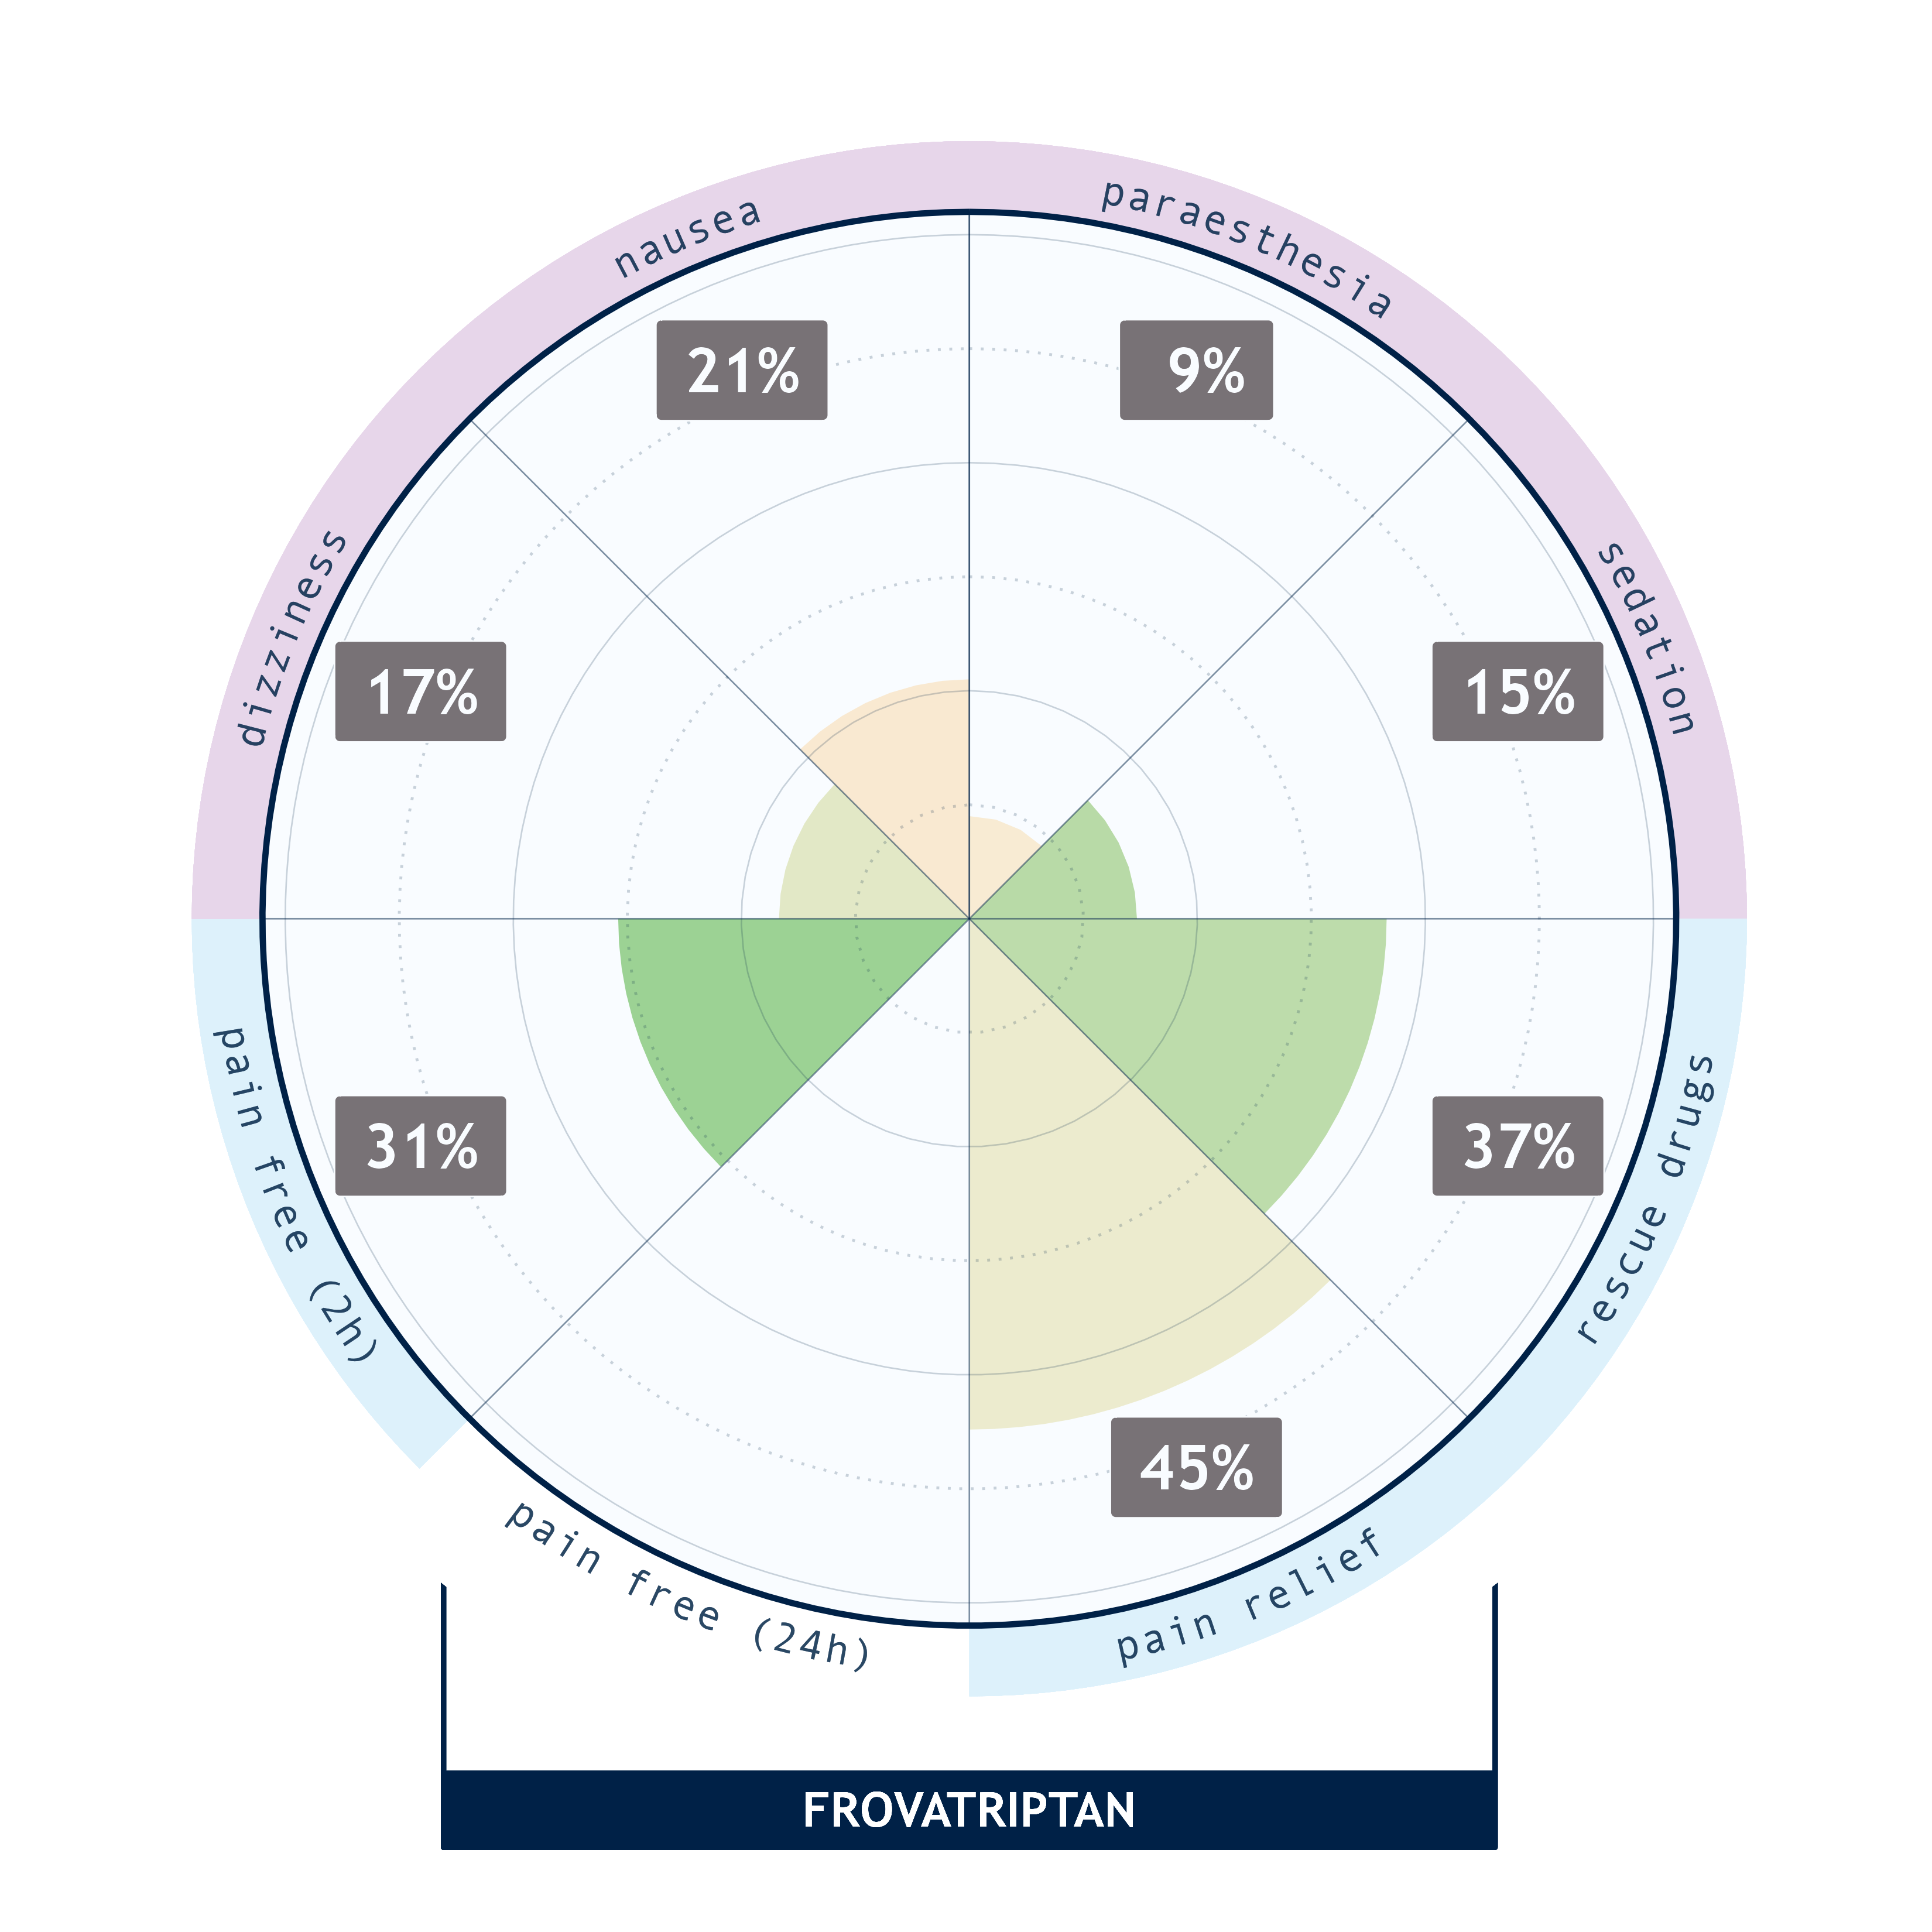 nausea
paraesthesia
21%
9%
dizziness
sedation
17%
15%
pain free (2h)
rescue drugs
31%
37%
45%
pain free (24h)
pain relief
FROVATRIPTAN